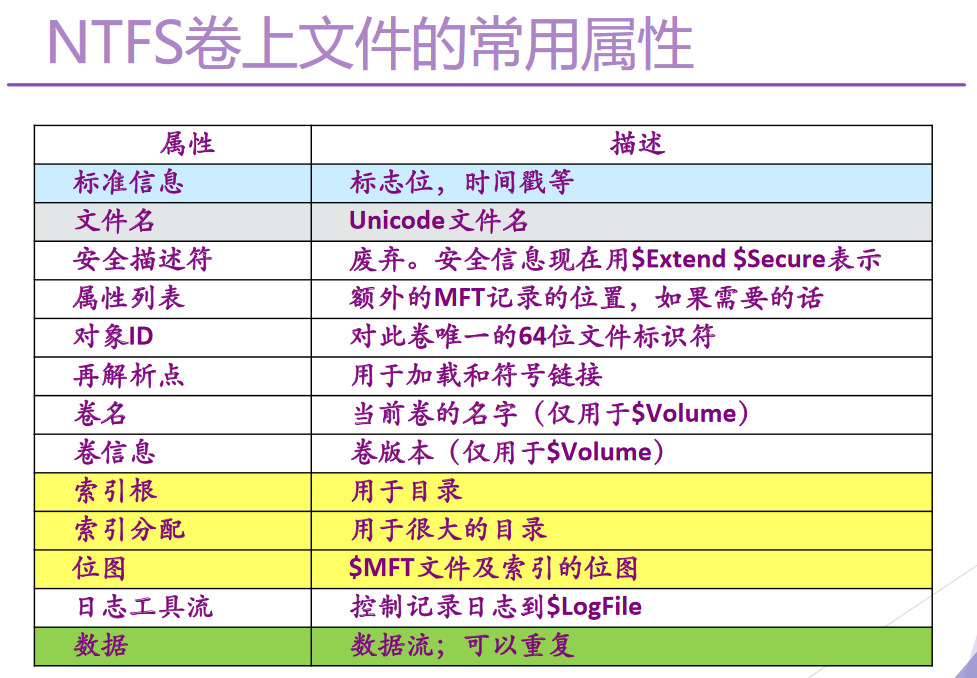 NTFS卷上文件的常用属性
属性 描述
标准信息 标志位，时间戳等
文件名 Unicode文件名
安全描述符 废弃。安全信息现在用$Extend $Secure表示
属性列表 额外的MFT记录的位置，如果需要的话
对象ID 对此卷唯一的64位文件标识符
再解析点 用于加载和符号链接
卷名 当前卷的名字（仅用于$Volume）
卷信息 卷版本（仅用于$Volume）
索引根 用于目录
索引分配 用于很大的目录
位图 $MFT文件及索引的位图
日志工具流 控制记录日志到$LogFile
数据 数据流；可以重复